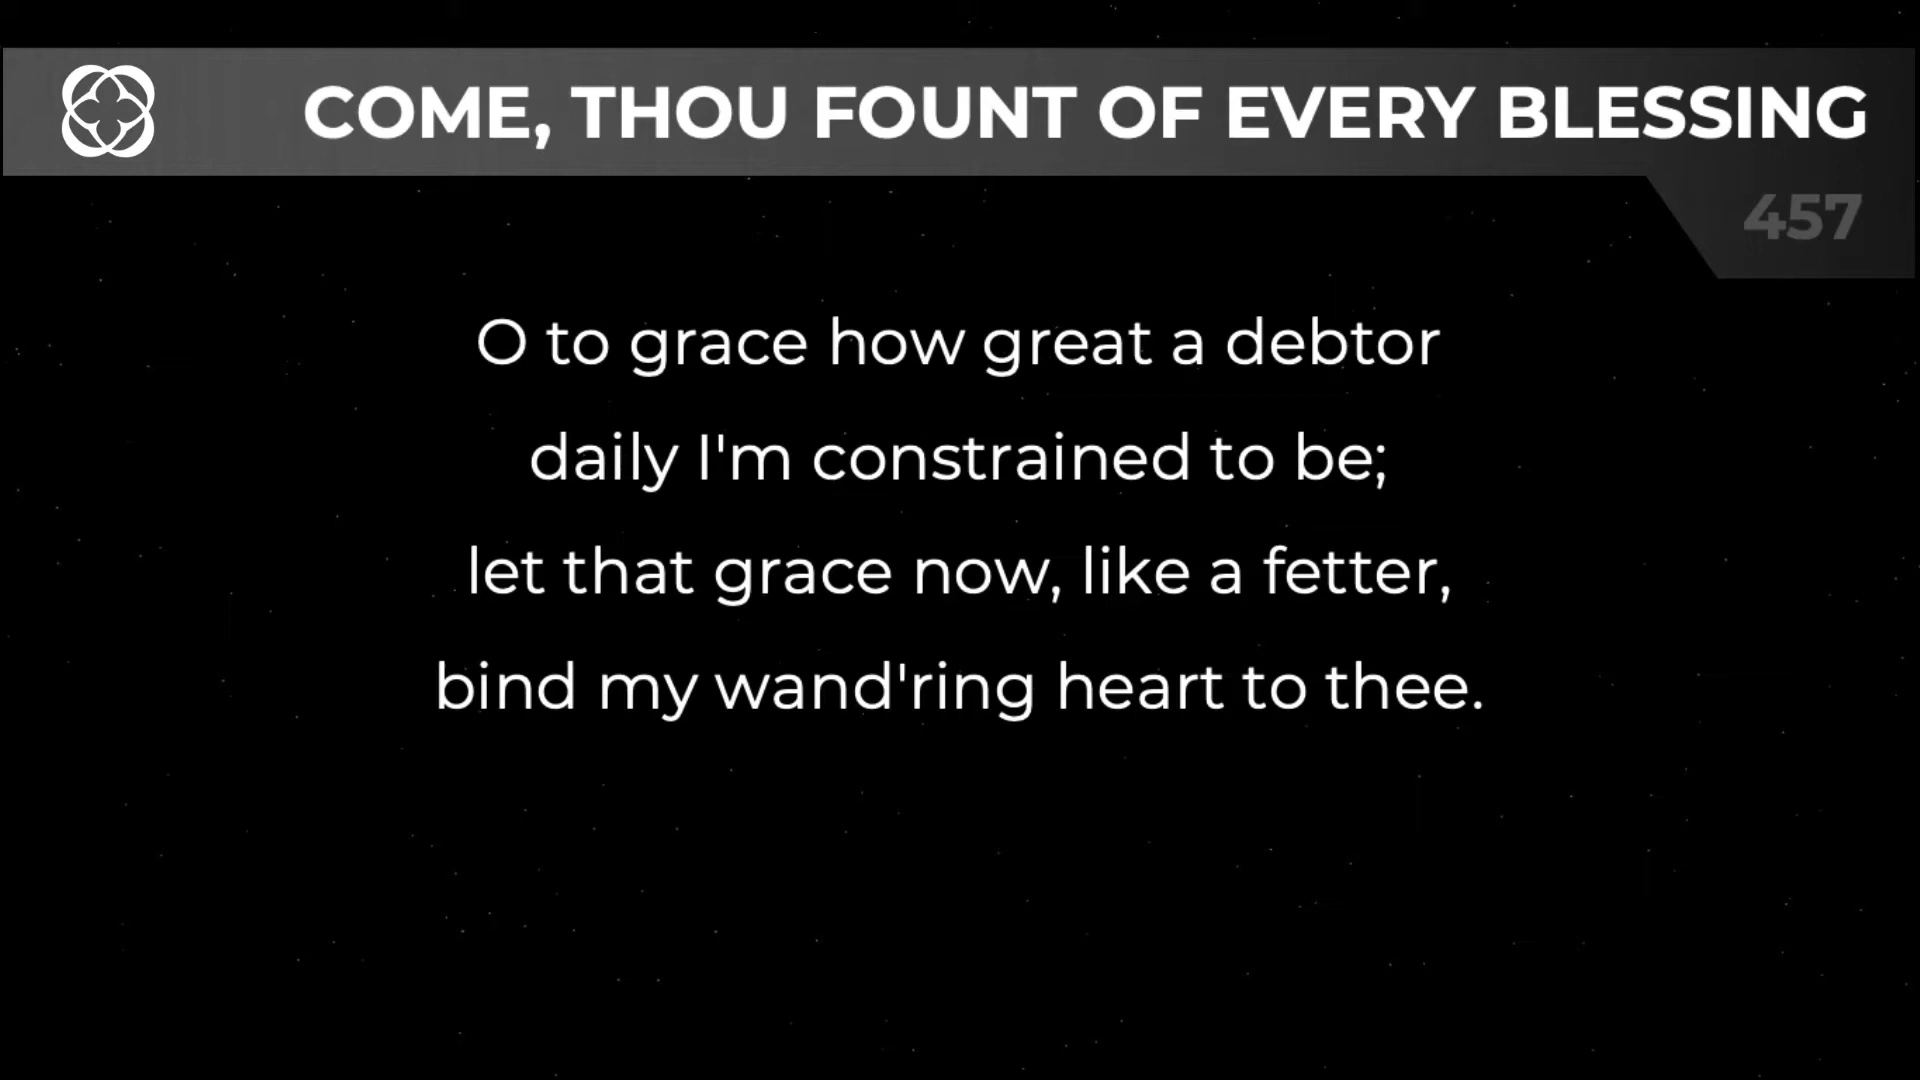 COME, THOU FOUNT OF EVERY BLESSING
457
O to grace how great a debtor
daily I'm constrained to be;
let that grace now, like a fetter,
bind my wand'ring heart to thee.